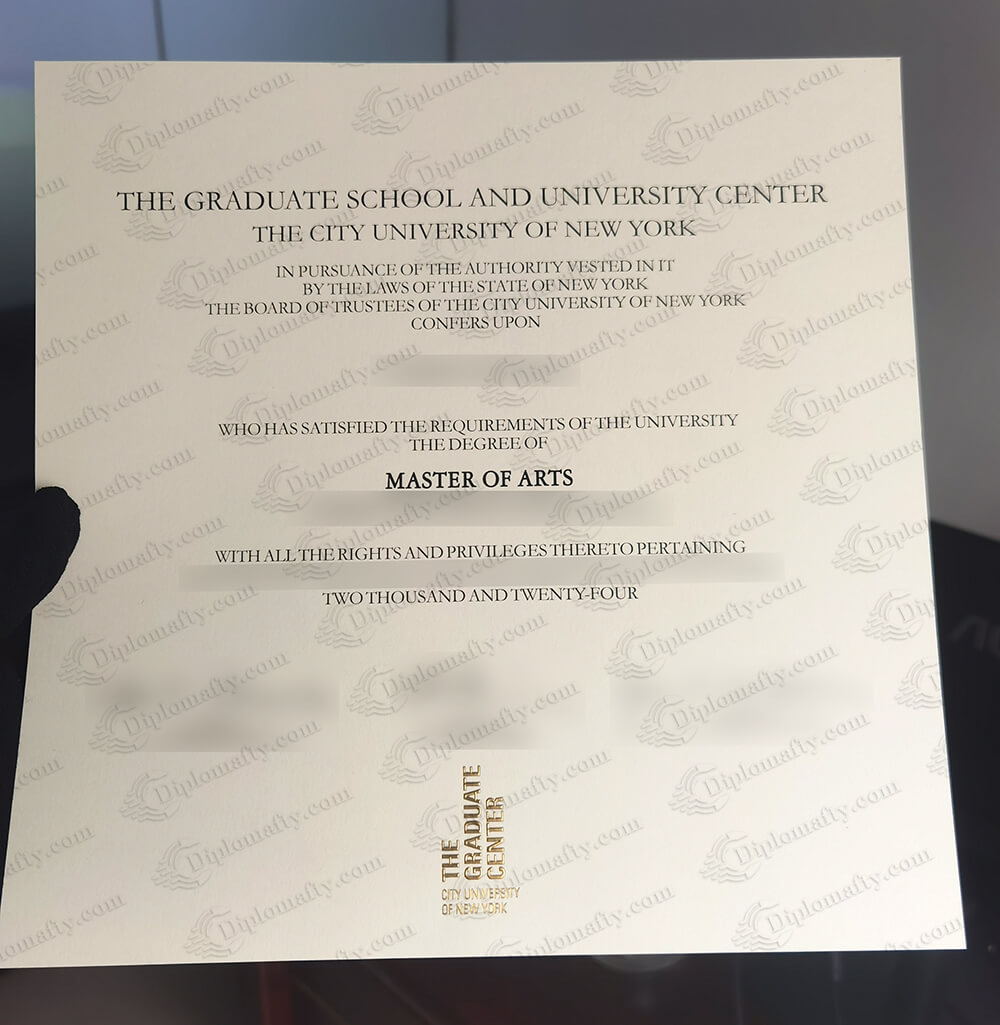 THE GRADUATE SCHOOL AND UNIVERSITY CENTER
THE CITY UNIVERSITY OF NEW YORK
IN PURSUANCE OF THE AUTHORITY VESTED IN IT
BY THE LAWS OF THE STATE OF NEW YORK
THE BOARD OF TRUSTEES OF THE CITY UNIVERSITY OF NEW YORK
CONFERS UPON
WHO HAS SATISFIED THE REQUIREMENTS OF THE UNIVERSITY
THE DEGREE OF
MASTER OF ARTS
WITH ALL THE RIGHTS AND PRIVILEGES THERETO PERTAINING
TWO THOUSAND AND TWENTY-FOUR
THE
GRADUATE
CENTER
CITY UNIVERSITY
OF NEW YORK
Diplomafty.com